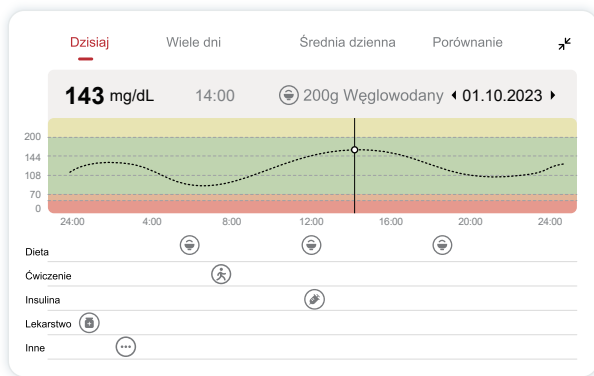 Dzisiaj Wiele dni Średnia dzienna Porównanie
143 mg/dL 14:00 200g Węglowodany 01.10.2023
200
144
108
70
0
24:00 4:00 8:00 12:00 16:00 20:00 24:00
Dieta
Ćwiczenie
Insulina
Lekarstwo
Inne